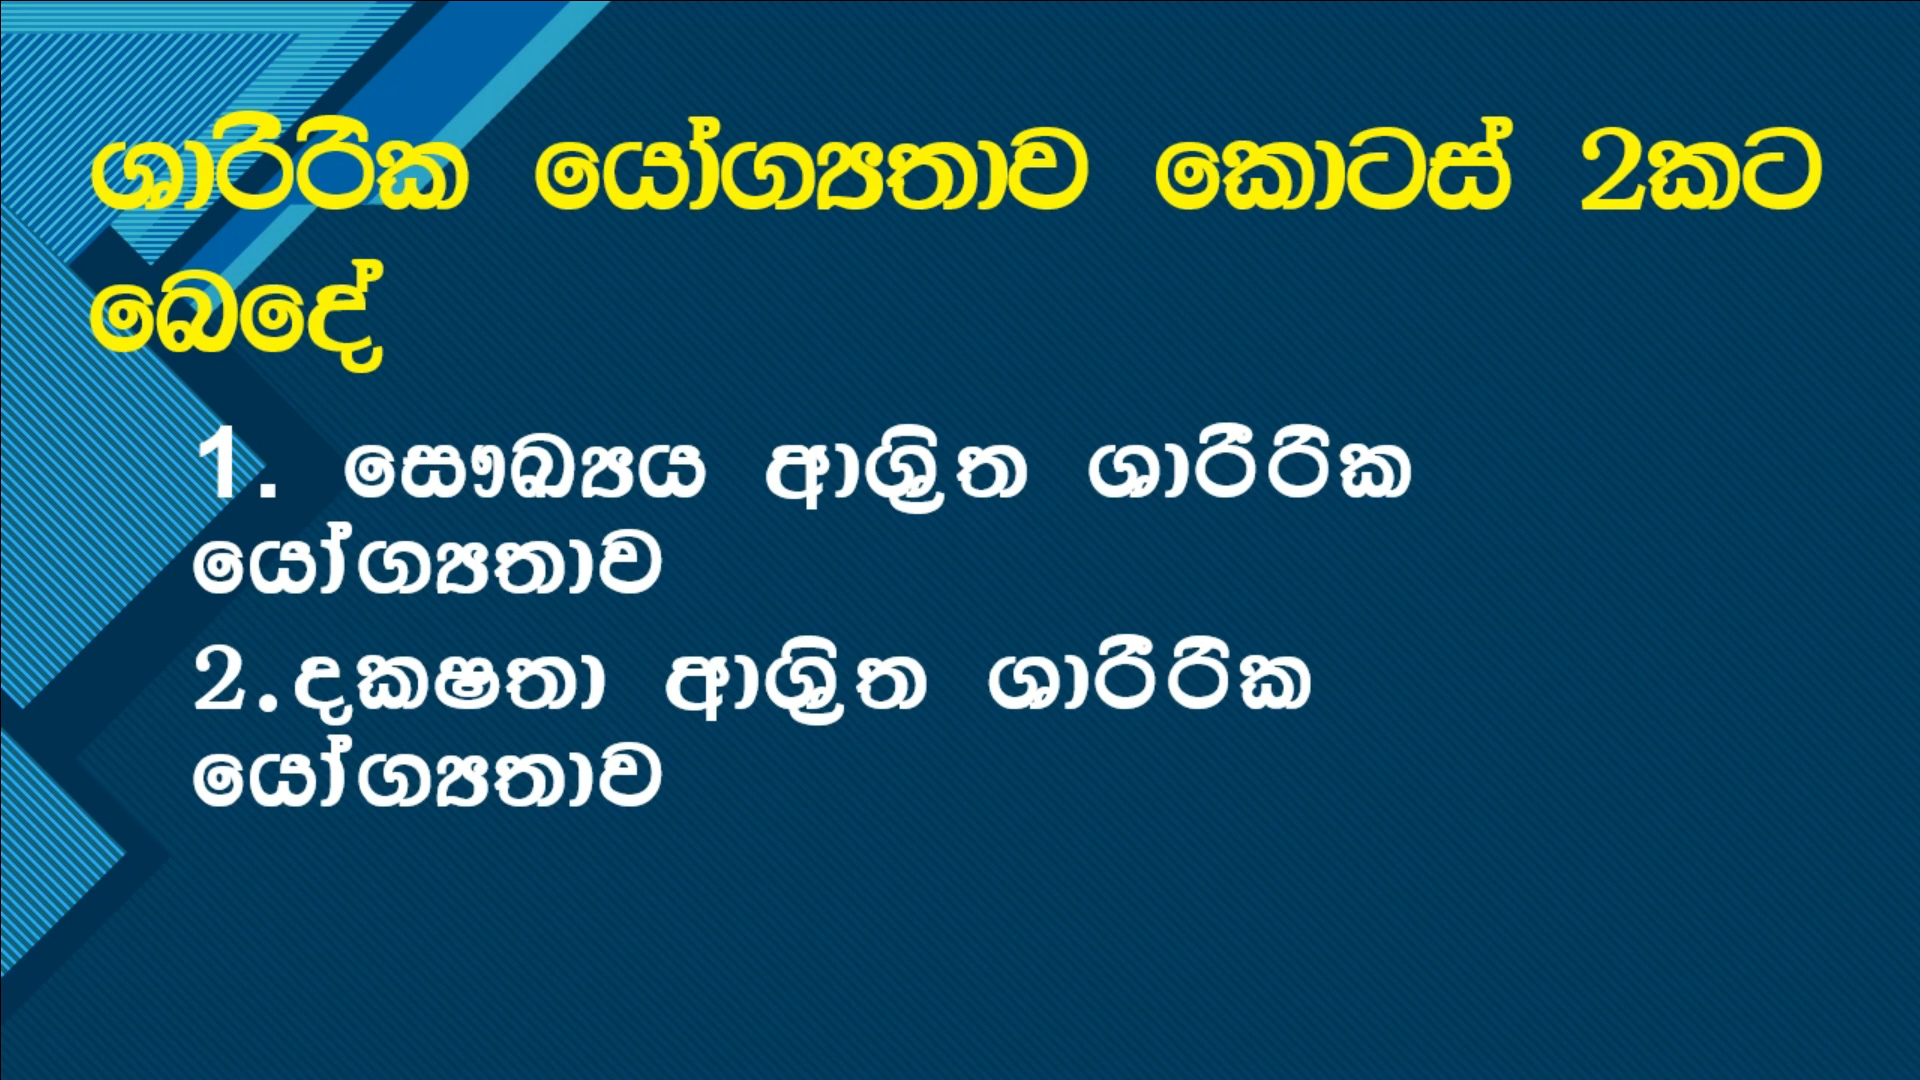 ශාරීරික යෝග්‍යතාව කොටස් 2කට
බෙදේ
1. සෞඛ්‍යය ආශ්‍රිත ශාරීරික
යෝග්‍යතාව
2.දක්ෂතා ආශ්‍රිත ශාරීරික
යෝග්‍යතාව